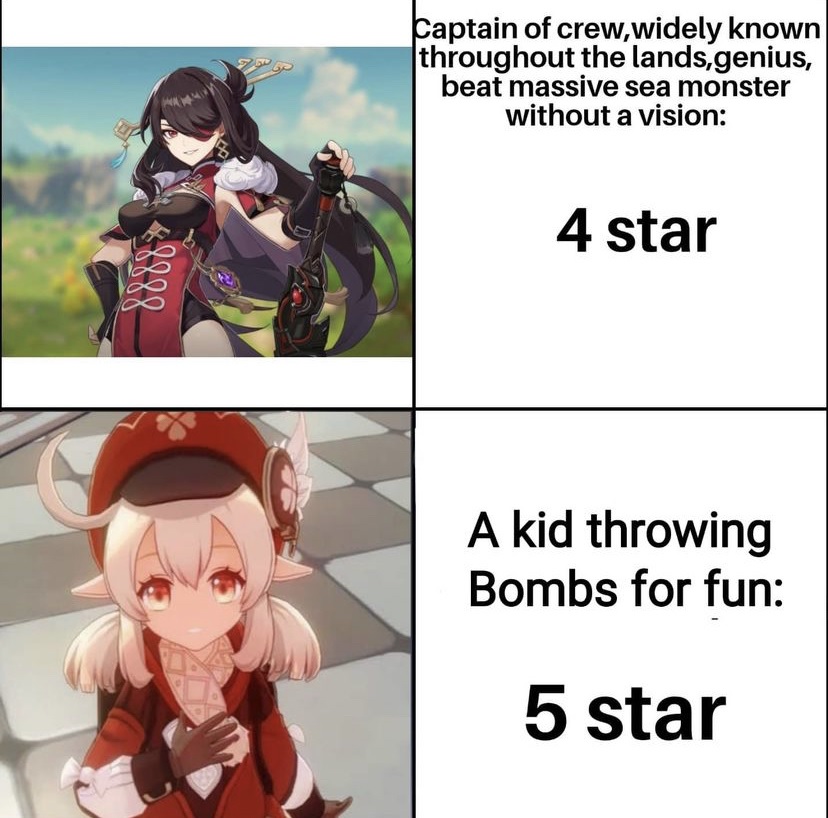 Captain of crew,widely known
throughout the lands,genius,
beat massive sea monster
without a vision:
4 star
A kid throwing
Bombs for fun:
5 star